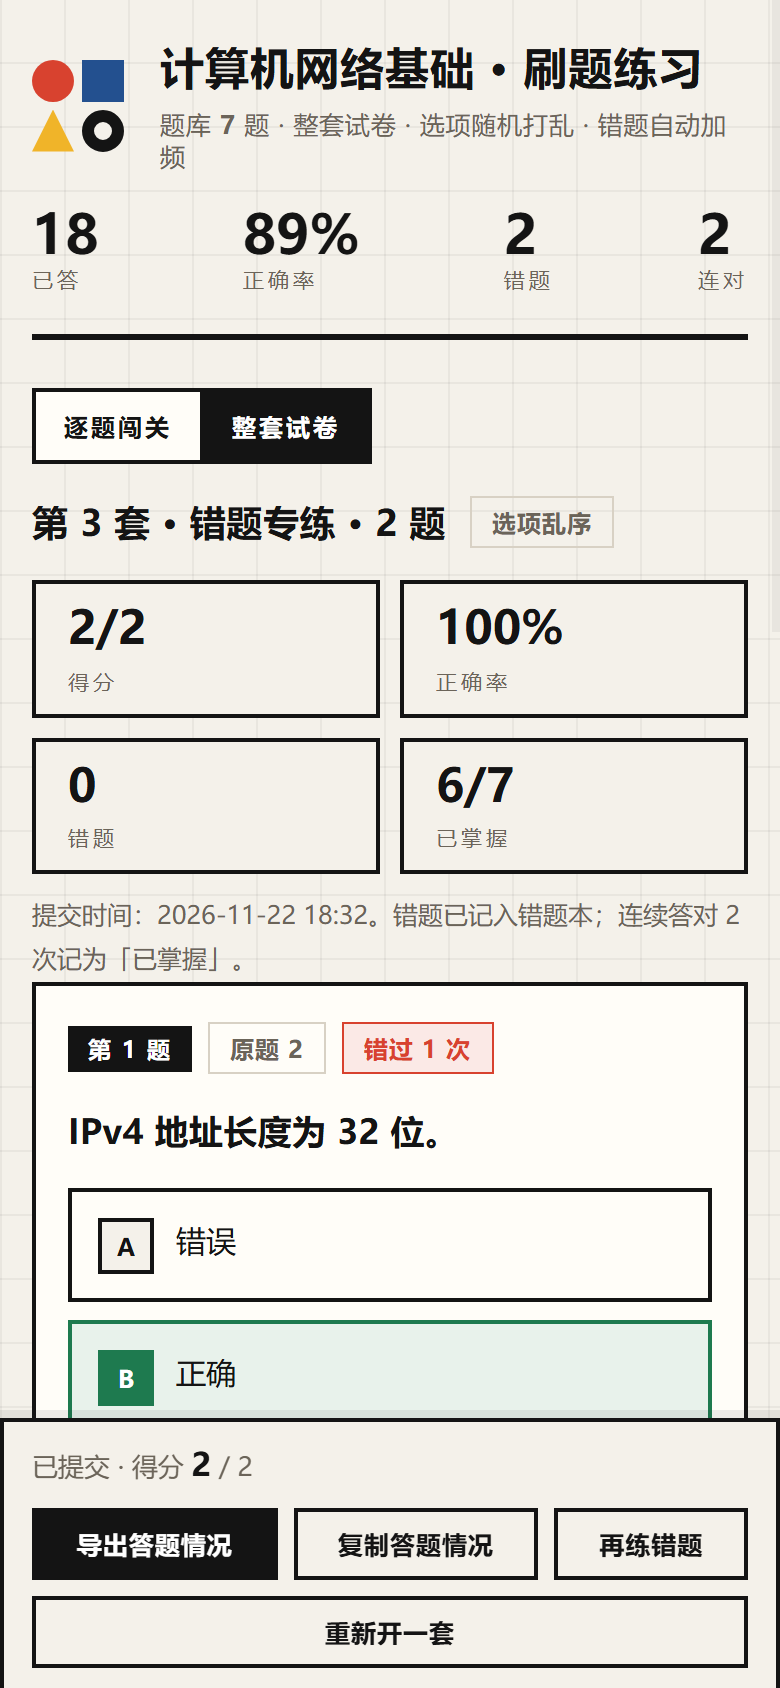 计算机网络基础·刷题练习
题库 7 题 · 整套试卷 · 选项随机打乱 · 错题自动加
频
18 89% 2 2
已答 正确率 错题 连对
逐题闯关 整套试卷
第 3 套·错题专练·2 题 选项乱序
2/2 100%
得分 正确率
0 6/7
错题 已掌握
提交时间：2026-11-22 18:32。错题已记入错题本；连续答对 2
次记为「已掌握」。
第 1 题 原题 2 错过 1 次
IPv4 地址长度为 32 位。
A 错误
B 正确
已提交 · 得分 2 / 2
导出答题情况 复制答题情况 再练错题
重新开一套